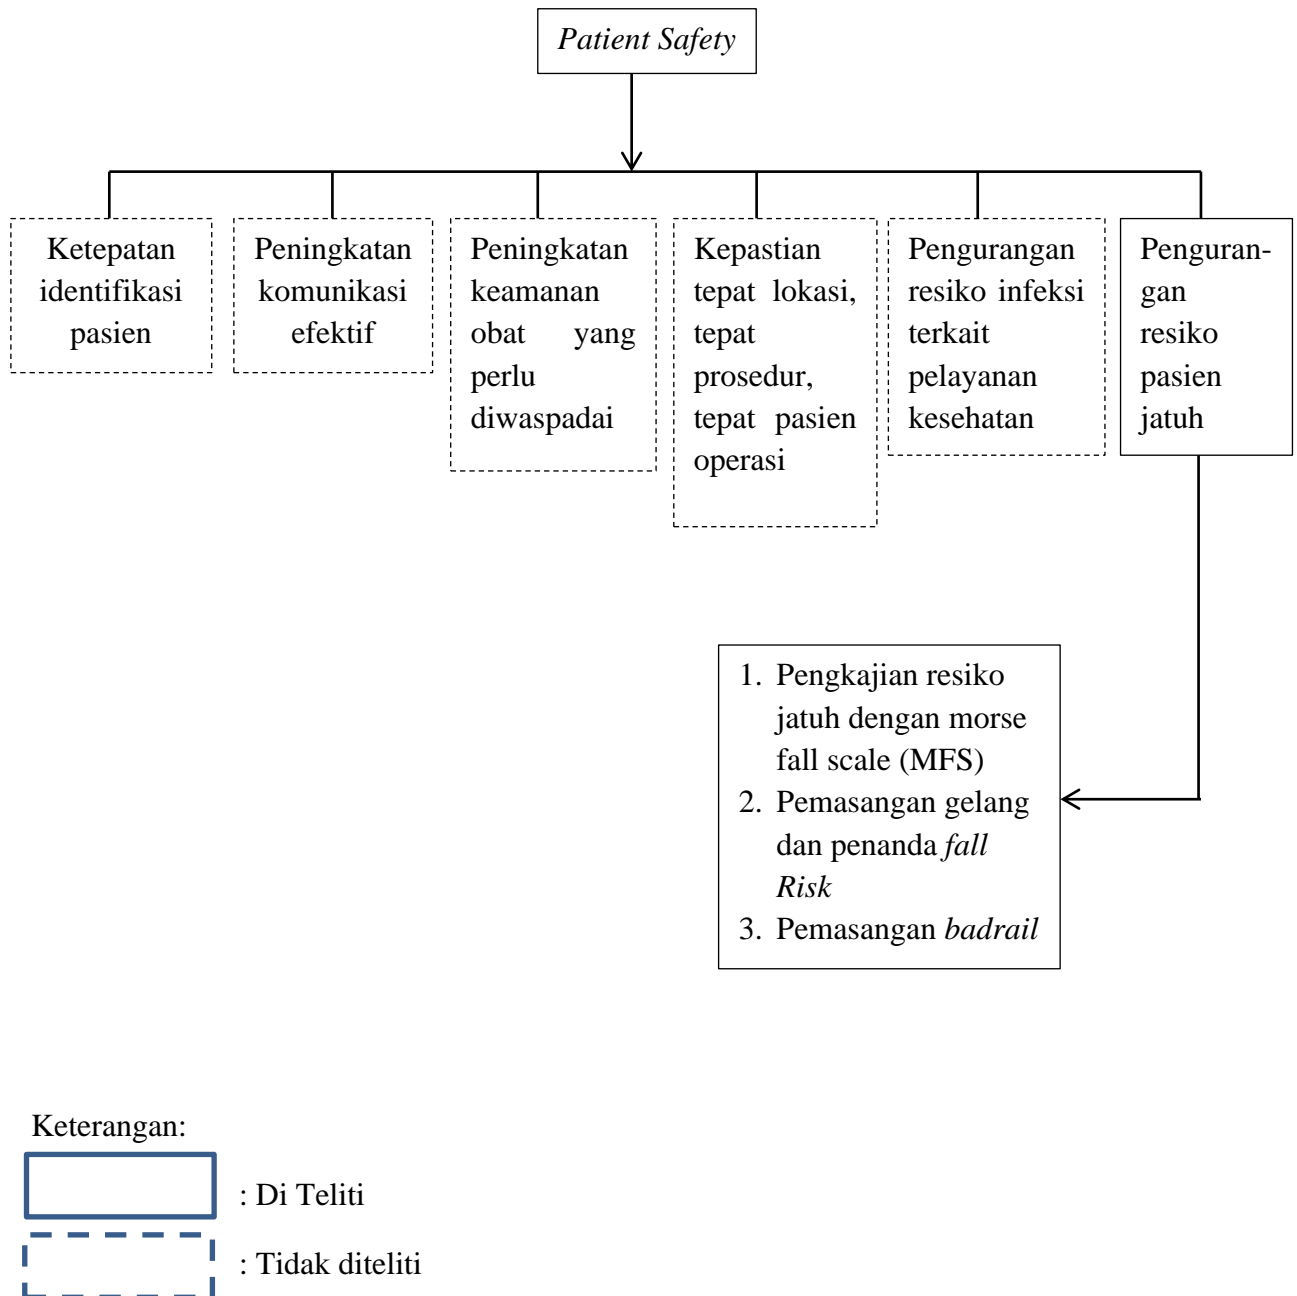 Patient Safety
Ketepatan
identifikasi
pasien
Peningkatan
komunikasi
efektif
Peningkatan
keamanan
obat yang
perlu
diwaspadai
Kepastian
tepat lokasi,
tepat
prosedur,
tepat pasien
operasi
Pengurangan
resiko infeksi
terkait
pelayanan
kesehatan
Penguran-
gan
resiko
pasien
jatuh
1. Pengkajian resiko
jatuh dengan morse
fall scale (MFS)
2. Pemasangan gelang
dan penanda fall
Risk
3. Pemasangan badrail
Keterangan:
: Di Teliti
: Tidak diteliti